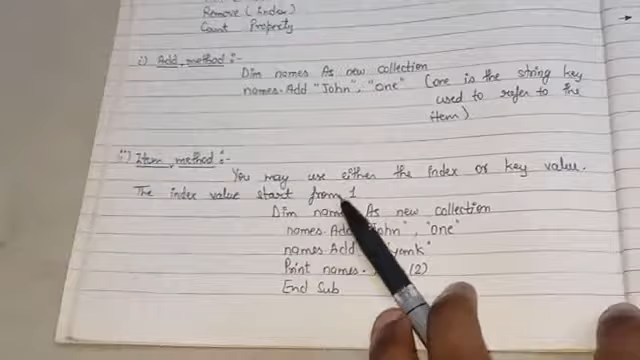 Remove (Index)
Count Property
i) Add method :-
Dim names As new collection
names. Add "John", "one" (one is the string key
used to refer to the
item)
ii) Item method :-
You may use either the Index or key value.
The index value start from 1
Dim names As new collection
names. Add "John", "one"
names. Add
Print names. (2)
End Sub